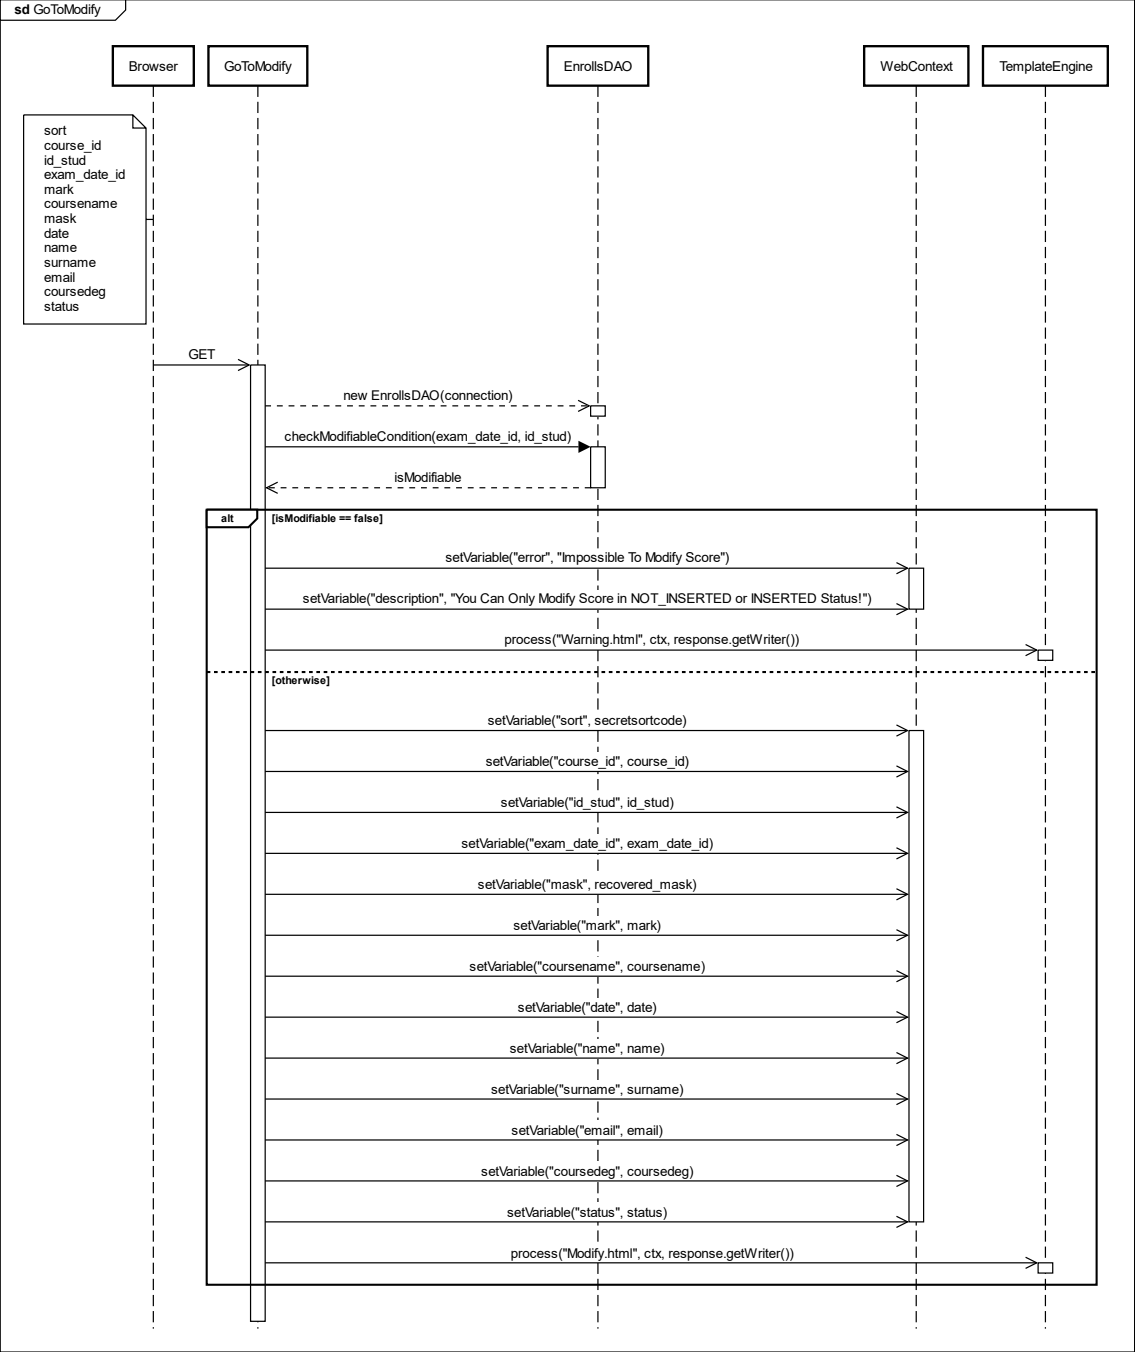 sd GoToModify
Browser
GoToModify
EnrollsDAO
WebContext
TemplateEngine
sort
course_id
id_stud
exam_date_id
mark
coursename
mask
date
name
surname
email
coursedeg
status
GET
new EnrollsDAO(connection)
checkModifiableCondition(exam_date_id, id_stud)
isModifiable
alt
[isModifiable == false]
setVariable("error", "Impossible To Modify Score")
setVariable("description", "You Can Only Modify Score in NOT_INSERTED or INSERTED Status!")
process("Warning.html", ctx, response.getWriter())
[otherwise]
setVariable("sort", secretsortcode)
setVariable("course_id", course_id)
setVariable("id_stud", id_stud)
setVariable("exam_date_id", exam_date_id)
setVariable("mask", recovered_mask)
setVariable("mark", mark)
setVariable("coursename", coursename)
setVariable("date", date)
setVariable("name", name)
setVariable("surname", surname)
setVariable("email", email)
setVariable("coursedeg", coursedeg)
setVariable("status", status)
process("Modify.html", ctx, response.getWriter())